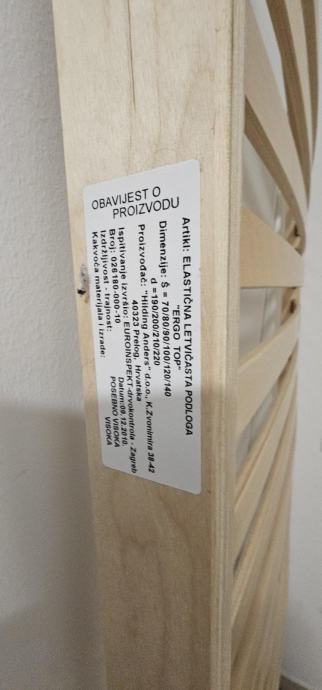 OBAVIJEST O
PROIZVODU
Artikl: ELASTIČNA LETVIČASTA PODLOGA
"ERGO TOP"
Dimenzije: Š = 70/80/90/100/120/140
d =190/200/210/220
Proizvođač: "Hilding Anders" d.o.o., K.Zvonimira 38-42
40323 Prelog, Hrvatska
Ispitivanje izvršio: EUROINSPEKT-drvokontrola - Zagreb
Broj: 026180-000-10 Datum:09.12.2010.
Izdržljivost - trajnost: POSEBNO VISOKA
Kakvoća materijala i izrade: VISOKA